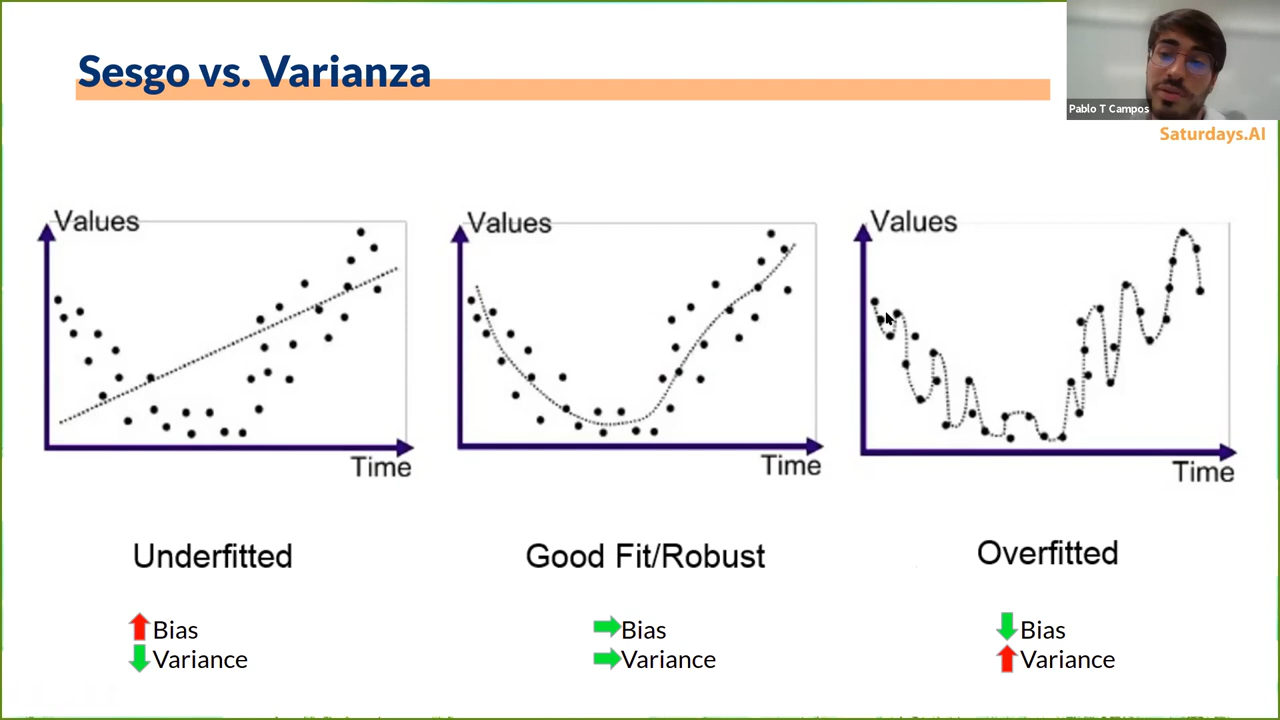 Sesgo vs. Varianza
Pablo T Campos
Saturdays.AI
Values
Time
Values
Time
Values
Time
Underfitted
Good Fit/Robust
Overfitted
Bias
Variance
Bias
Variance
Bias
Variance